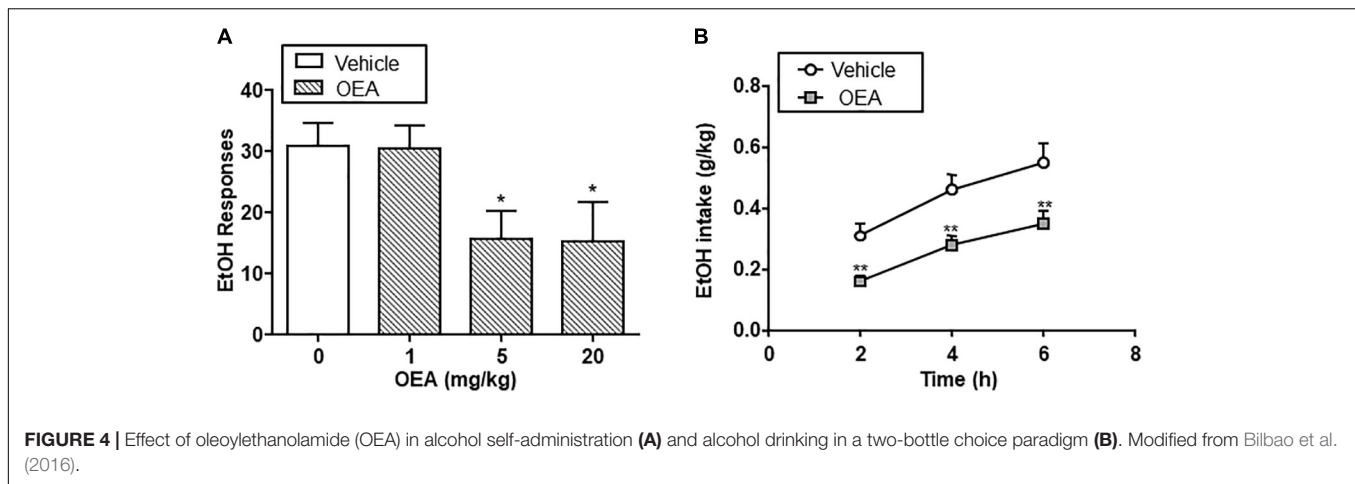 A
Vehicle
OEA
EtOH Responses
40
30
20
10
0
*
*
0 1 5 20
OEA (mg/kg)
B
Vehicle
OEA
EtOH intake (g/kg)
0.8
0.6
0.4
0.2
0.0
**
**
**
0 2 4 6 8
Time (h)
FIGURE 4 | Effect of oleoylethanolamide (OEA) in alcohol self-administration (A) and alcohol drinking in a two-bottle choice paradigm (B). Modified from Bilbao et al.
(2016).